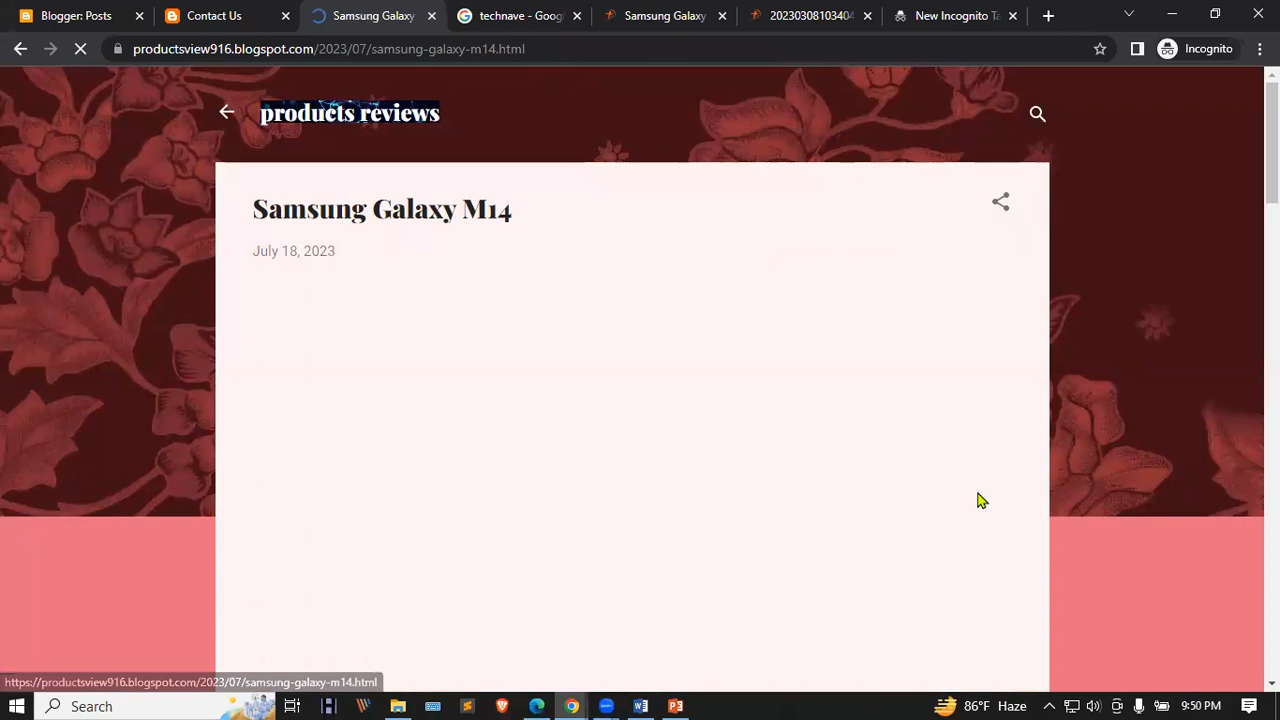 Blogger: Posts
Contact Us
Samsung Galaxy
technave - Goog
Samsung Galaxy
20230308103404
New Incognito Ta
productsview916.blogspot.com/2023/07/samsung-galaxy-m14.html
Incognito
products reviews
Samsung Galaxy M14
July 18, 2023
https://productsview916.blogspot.com/2023/07/samsung-galaxy-m14.html
Search
86°F Haze
9:50 PM